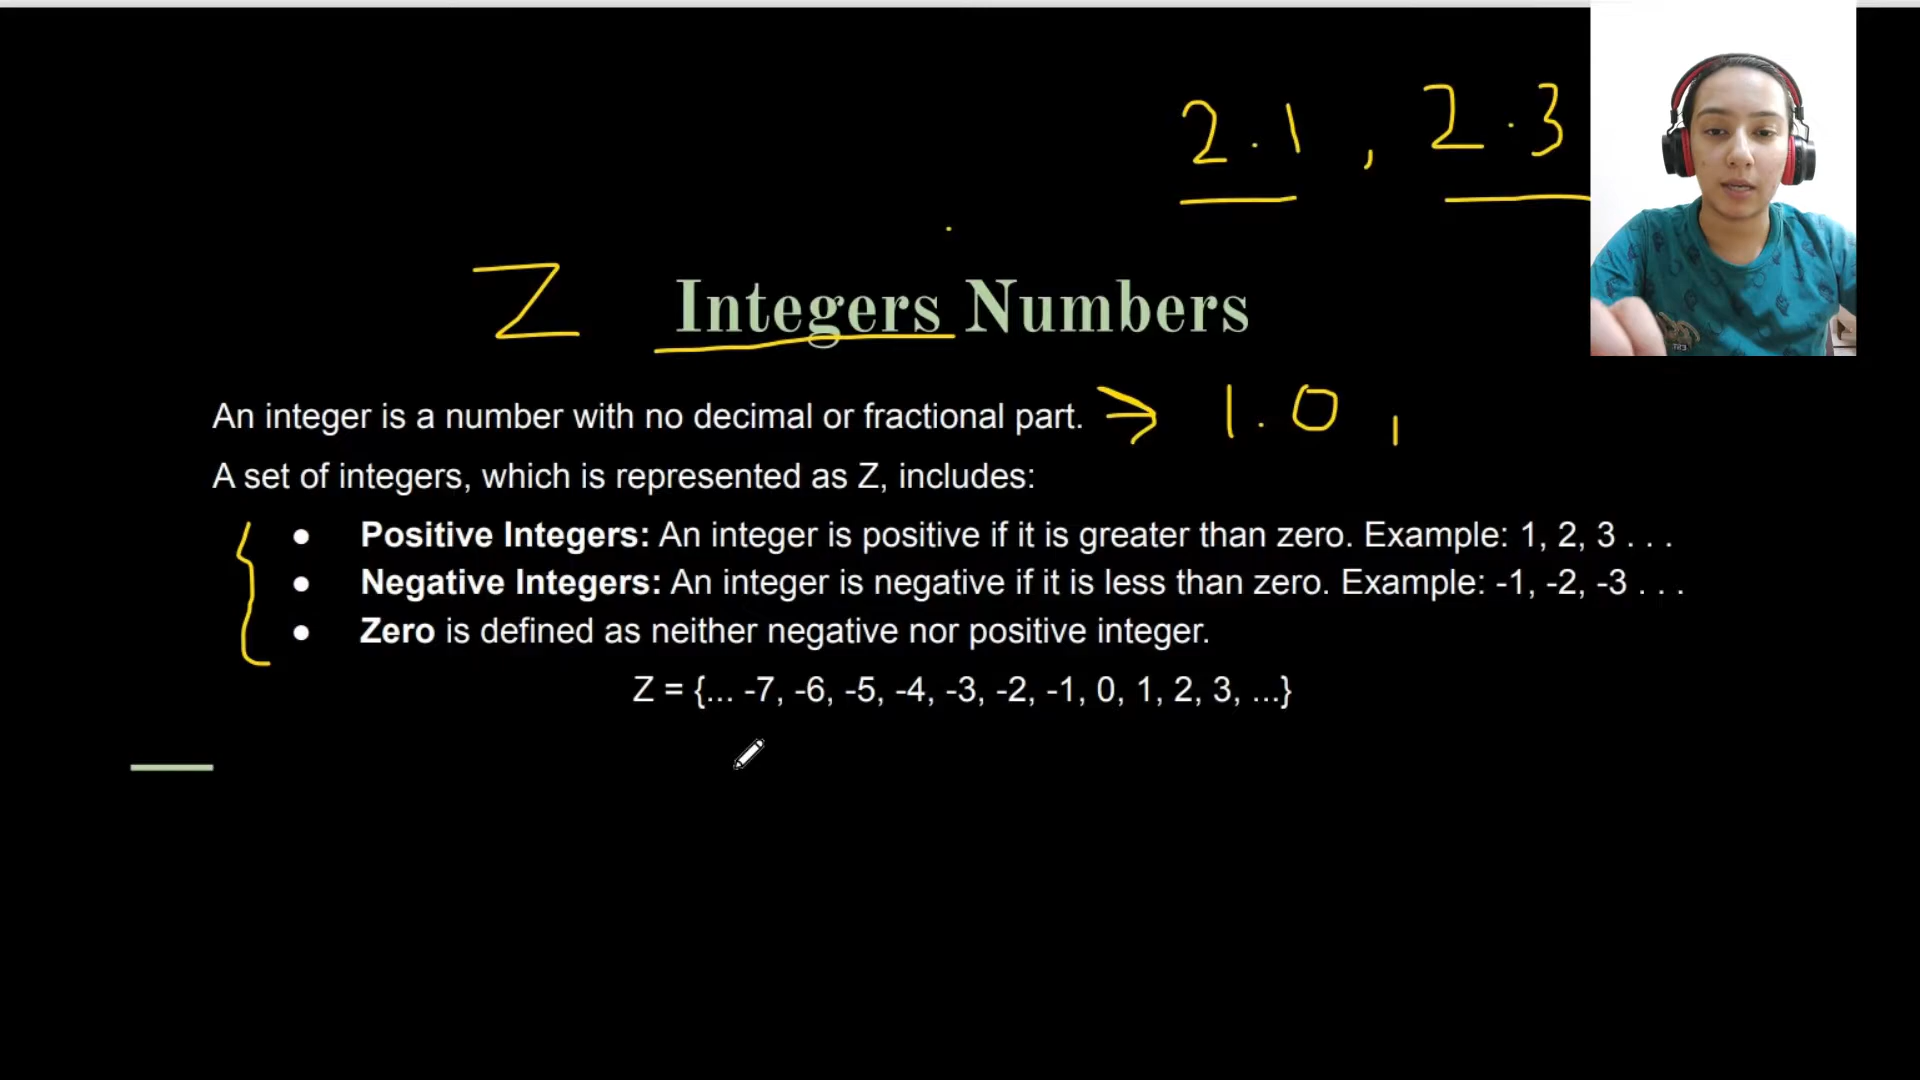 2.1 , 2.3
Z Integers Numbers
An integer is a number with no decimal or fractional part. → 1.0 ,
A set of integers, which is represented as Z, includes:
● Positive Integers: An integer is positive if it is greater than zero. Example: 1, 2, 3 . . .
● Negative Integers: An integer is negative if it is less than zero. Example: -1, -2, -3 . . .
● Zero is defined as neither negative nor positive integer.
Z = {... -7, -6, -5, -4, -3, -2, -1, 0, 1, 2, 3, ...}